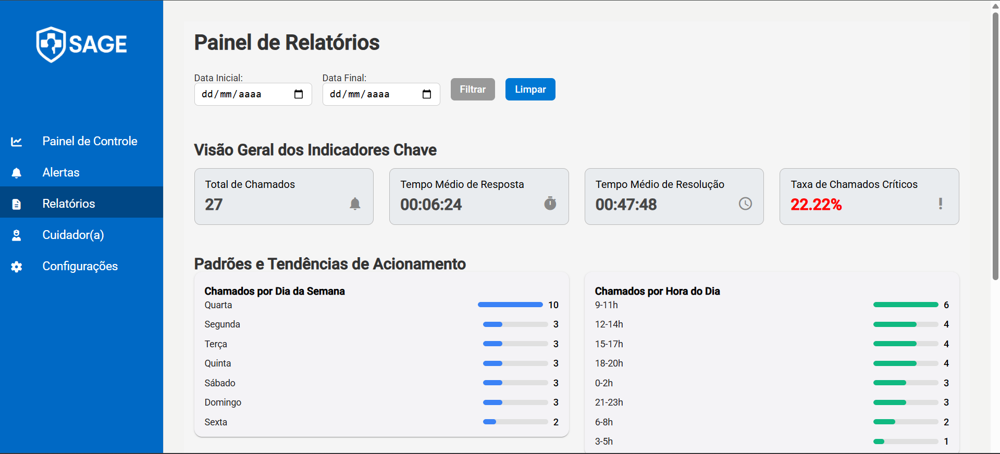 SAGE
Painel de Controle
Alertas
Relatórios
Cuidador(a)
Configurações
Painel de Relatórios
Data Inicial:
dd/mm/aaaa
Data Final:
dd/mm/aaaa
Filtrar
Limpar
Visão Geral dos Indicadores Chave
Total de Chamados
27
Tempo Médio de Resposta
00:06:24
Tempo Médio de Resolução
00:47:48
Taxa de Chamados Críticos
22.22%
Padrões e Tendências de Acionamento
Chamados por Dia da Semana
Quarta 10
Segunda 3
Terça 3
Quinta 3
Sábado 3
Domingo 3
Sexta 2
Chamados por Hora do Dia
9-11h 6
12-14h 4
15-17h 4
18-20h 4
0-2h 3
21-23h 3
6-8h 2
3-5h 1